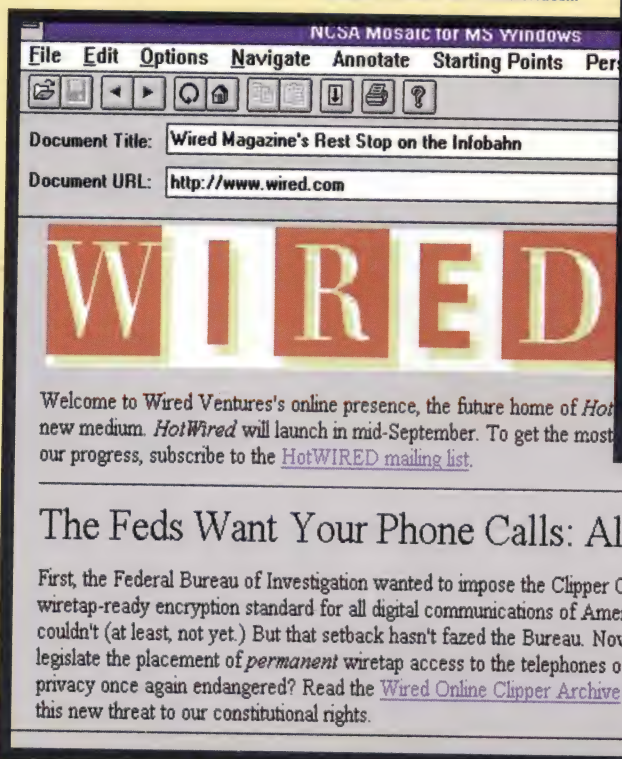 NCSA Mosaic for MS Windows
File Edit Options Navigate Annotate Starting Points Pers
Document Title: Wired Magazine's Rest Stop on the Infobahn
Document URL: http://www.wired.com
WIRED
Welcome to Wired Ventures's online presence, the future home of Hot
new medium. HotWired will launch in mid-September. To get the most
our progress, subscribe to the HotWIRED mailing list.
The Feds Want Your Phone Calls: Al
First, the Federal Bureau of Investigation wanted to impose the Clipper C
wiretap-ready encryption standard for all digital communications of Ame
couldn't (at least, not yet.) But that setback hasn't fazed the Bureau. Nov
legislate the placement of permanent wiretap access to the telephones o
privacy once again endangered? Read the Wired Online Clipper Archive
this new threat to our constitutional rights.